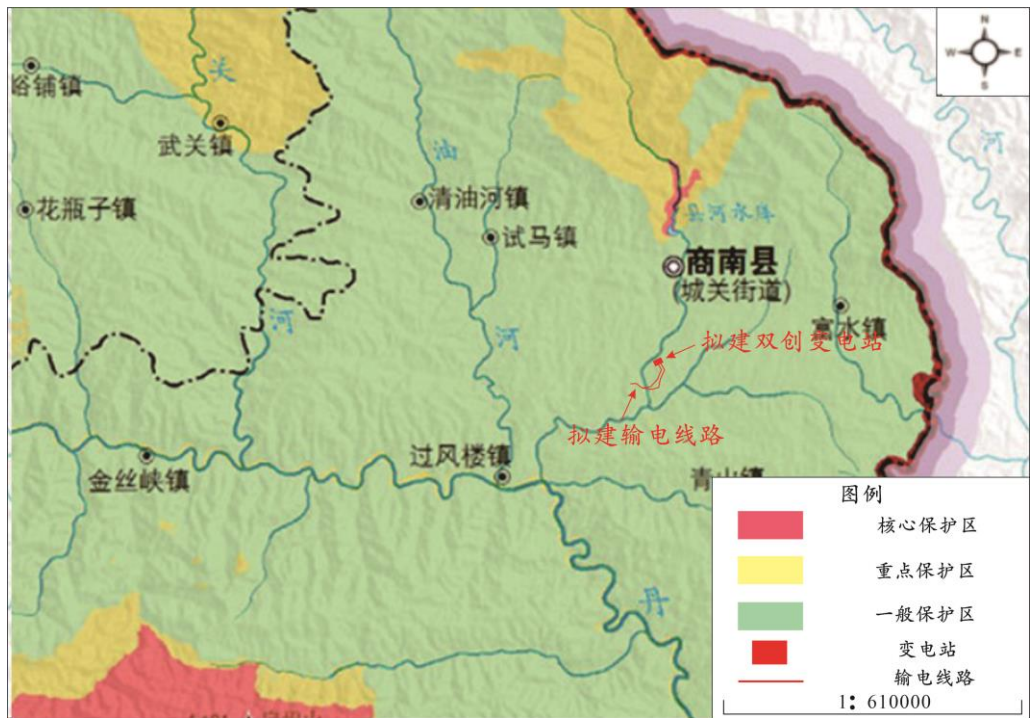 N
W E
S
峪铺镇
关
武关镇
河
油
花瓶子镇
清油河镇
试马镇
县河水库
商南县
(城关街道)
河
河
富水镇
拟建双创变电站
拟建输电线路
过风楼镇
金丝峡镇
青山镇
丹
图例
核心保护区
重点保护区
一般保护区
变电站
输电线路
1: 610000